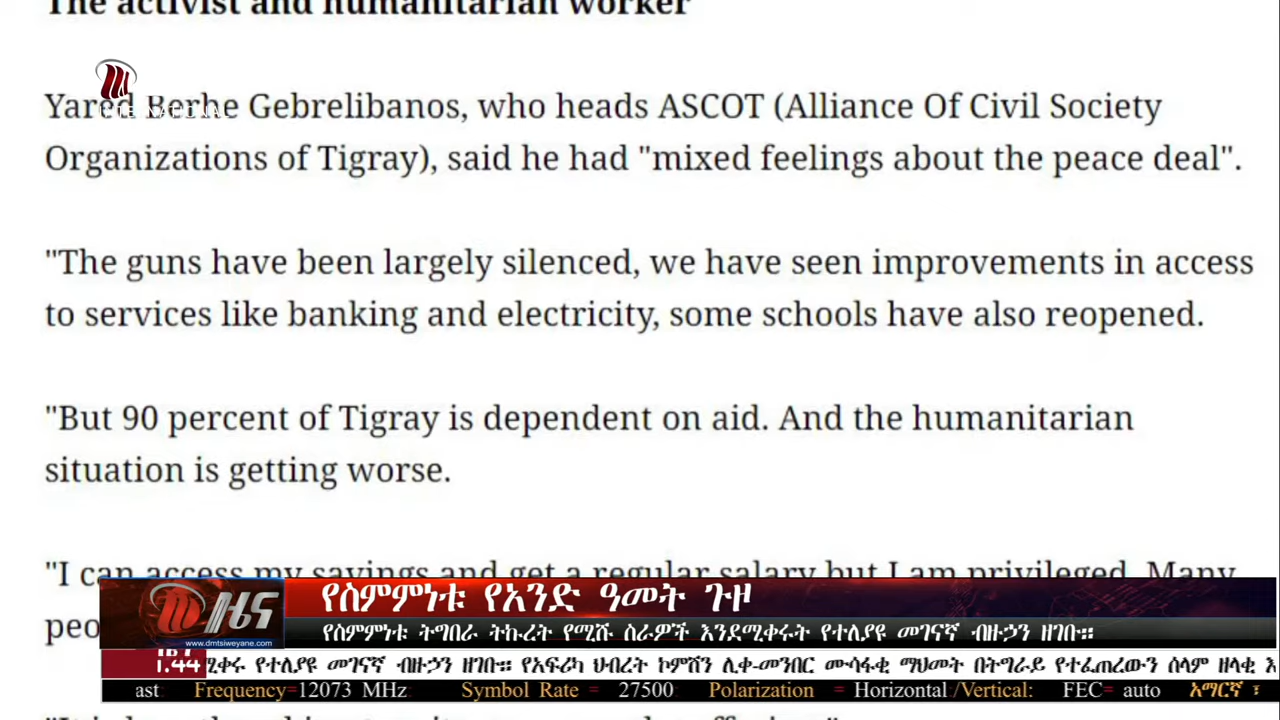 The activist and humanitarian worker
INTERNATIONAL
Yared Berhe Gebrelibanos, who heads ASCOT (Alliance Of Civil Society
Organizations of Tigray), said he had "mixed feelings about the peace deal".
"The guns have been largely silenced, we have seen improvements in access
to services like banking and electricity, some schools have also reopened.
"But 90 percent of Tigray is dependent on aid. And the humanitarian
situation is getting worse.
"I can access my savings and get a regular salary but I am privileged. Many
peo
ዜና
www.dmtsiweyane.com
የስምምነቱ የአንድ ዓመት ጉዞ
የስምምነቱ ትግበራ ትኩረት የሚሹ ስራዎች እንደሚቀሩት የተለያዩ መገናኛ ብዙኃን ዘገቡ።
1.44 ሚቀሩ የተለያዩ መገናኛ ብዙኃን ዘገቡ። የአፍሪካ ህብረት ኮምሽን ሊቀ-መንበር ሙሳፋቂ ማህመት በትግራይ የተፈጠረውን ሰላም ዘላቂ
ast Frequency=12073 MHz Symbol Rate = 27500 Polarization = Horizontal /Vertical: FEC= auto አማርኛ ፣